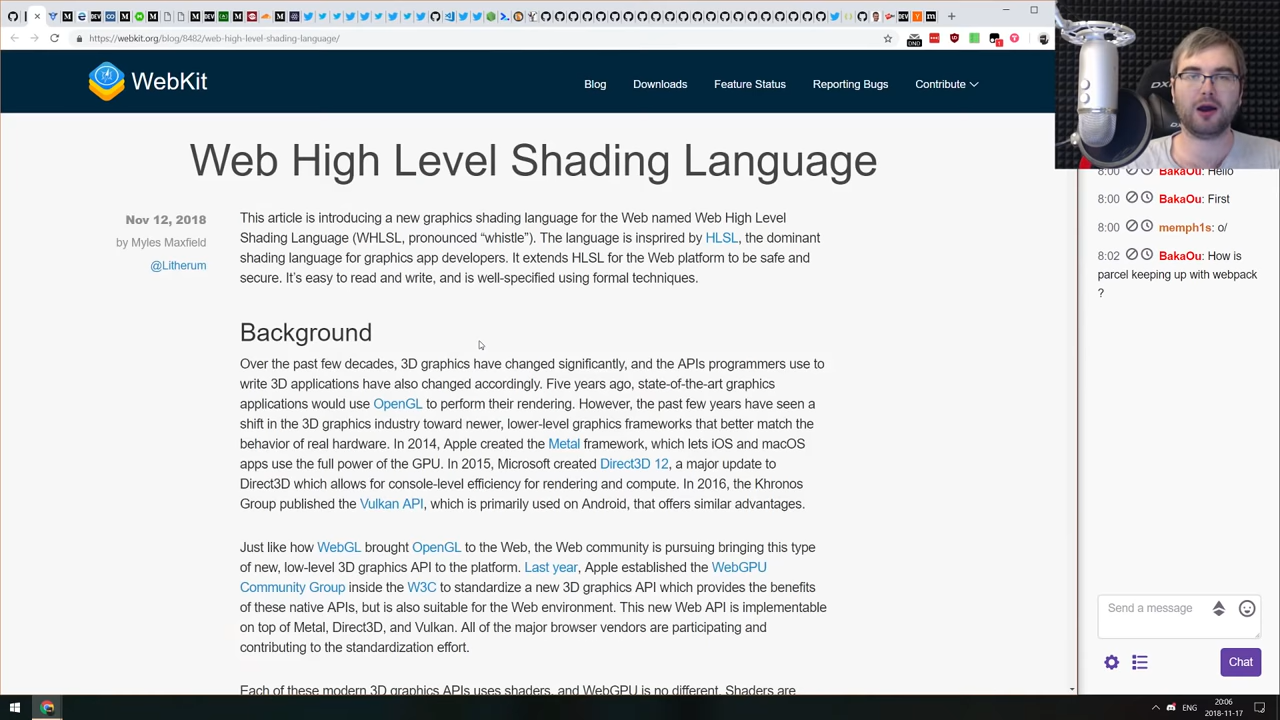 https://webkit.org/blog/8482/web-high-level-shading-language/
WebKit
Blog
Downloads
Feature Status
Reporting Bugs
Contribute
Web High Level Shading Language
Nov 12, 2018
by Myles Maxfield
@Litherum
This article is introducing a new graphics shading language for the Web named Web High Level
Shading Language (WHLSL, pronounced “whistle”). The language is insprired by HLSL, the dominant
shading language for graphics app developers. It extends HLSL for the Web platform to be safe and
secure. It’s easy to read and write, and is well-specified using formal techniques.
Background
Over the past few decades, 3D graphics have changed significantly, and the APIs programmers use to
write 3D applications have also changed accordingly. Five years ago, state-of-the-art graphics
applications would use OpenGL to perform their rendering. However, the past few years have seen a
shift in the 3D graphics industry toward newer, lower-level graphics frameworks that better match the
behavior of real hardware. In 2014, Apple created the Metal framework, which lets iOS and macOS
apps use the full power of the GPU. In 2015, Microsoft created Direct3D 12, a major update to
Direct3D which allows for console-level efficiency for rendering and compute. In 2016, the Khronos
Group published the Vulkan API, which is primarily used on Android, that offers similar advantages.
Just like how WebGL brought OpenGL to the Web, the Web community is pursuing bringing this type
of new, low-level 3D graphics API to the platform. Last year, Apple established the WebGPU
Community Group inside the W3C to standardize a new 3D graphics API which provides the benefits
of these native APIs, but is also suitable for the Web environment. This new Web API is implementable
on top of Metal, Direct3D, and Vulkan. All of the major browser vendors are participating and
contributing to the standardization effort.
Each of these modern 3D graphics APIs uses shaders, and WebGPU is no different. Shaders are
8:00 BakaOu: Hello
8:00 BakaOu: First
8:00 memph1s: o/
8:02 BakaOu: How is
parcel keeping up with webpack
?
Send a message
Chat
ENG
20:06
2018-11-17